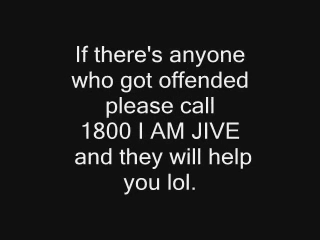 If there's anyone
who got offended
please call
1800 I AM JIVE
and they will help
you lol.